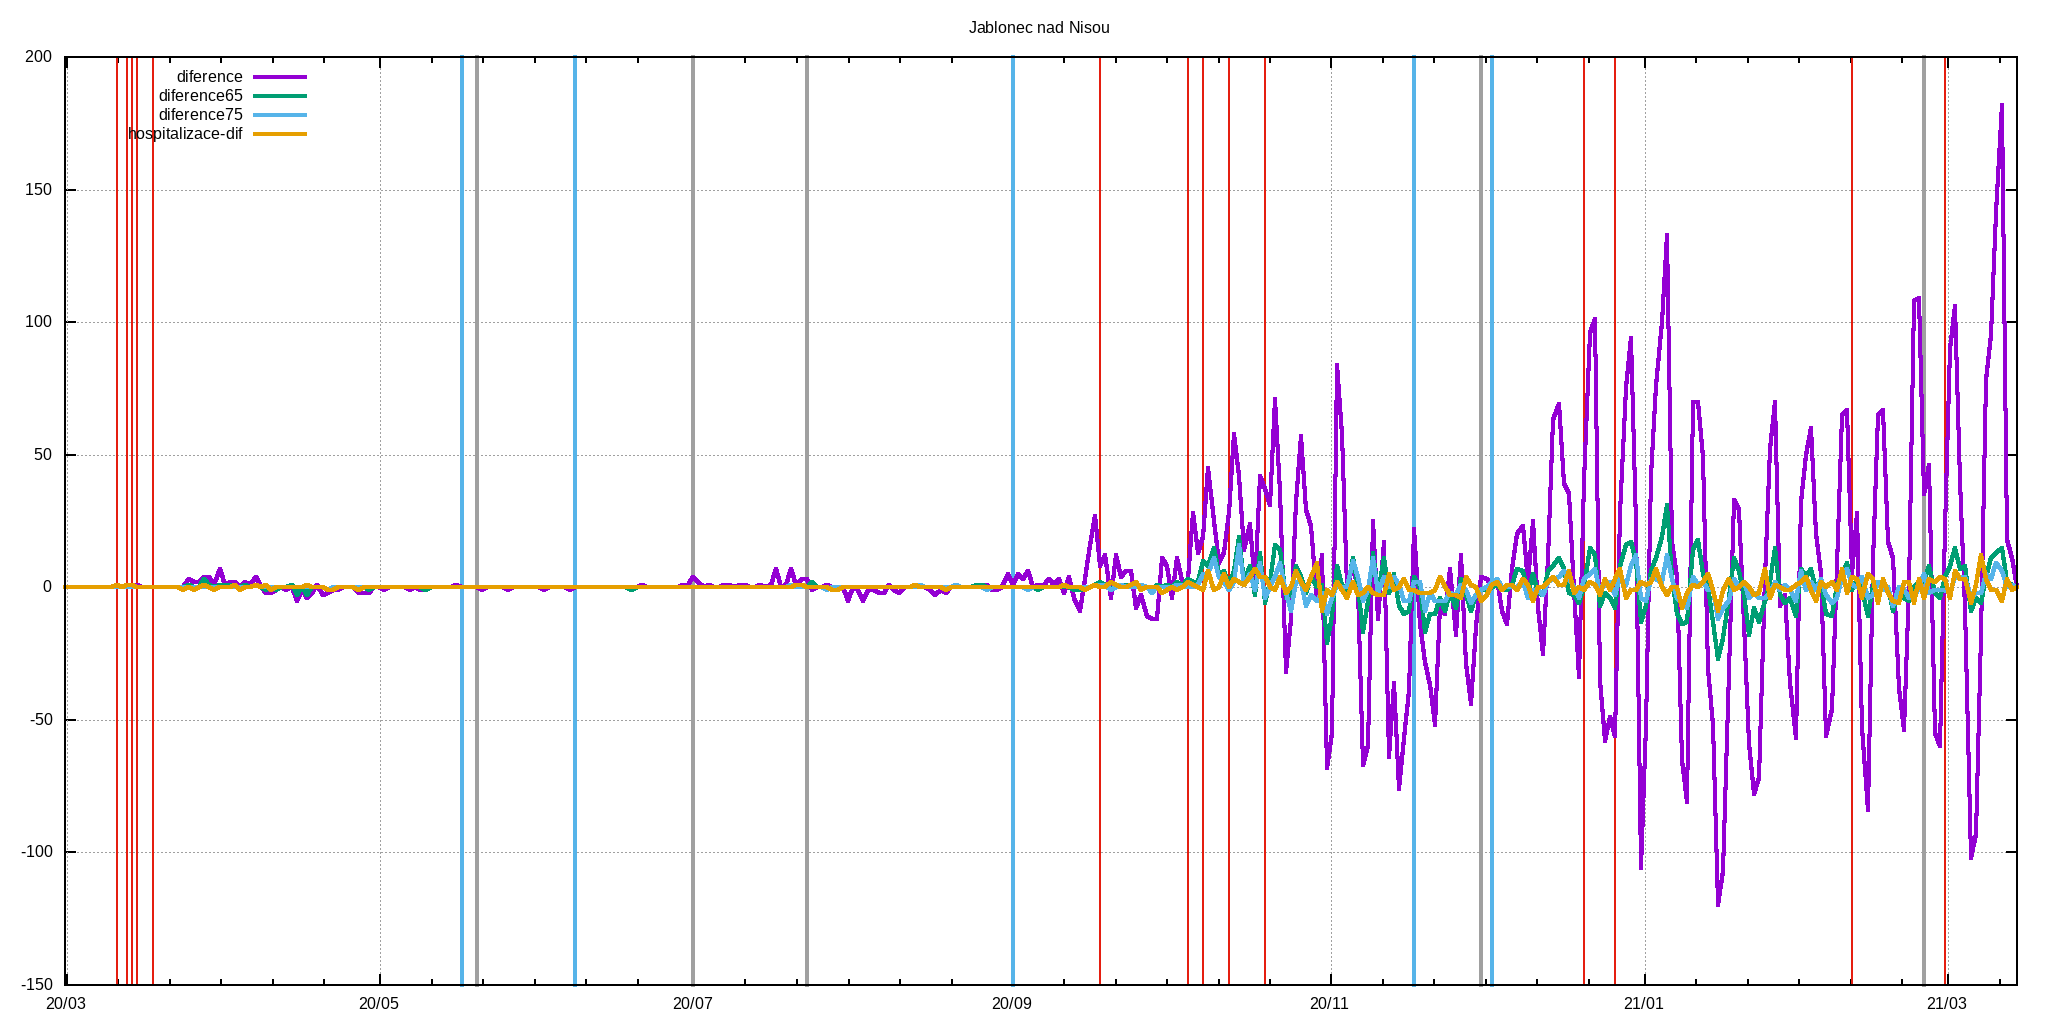 Jablonec nad Nisou
200
150
100
50
0
-50
-100
-150
diference
diference65
diference75
hospitalizace-dif
20/03 20/05 20/07 20/09 20/11 21/01 21/03